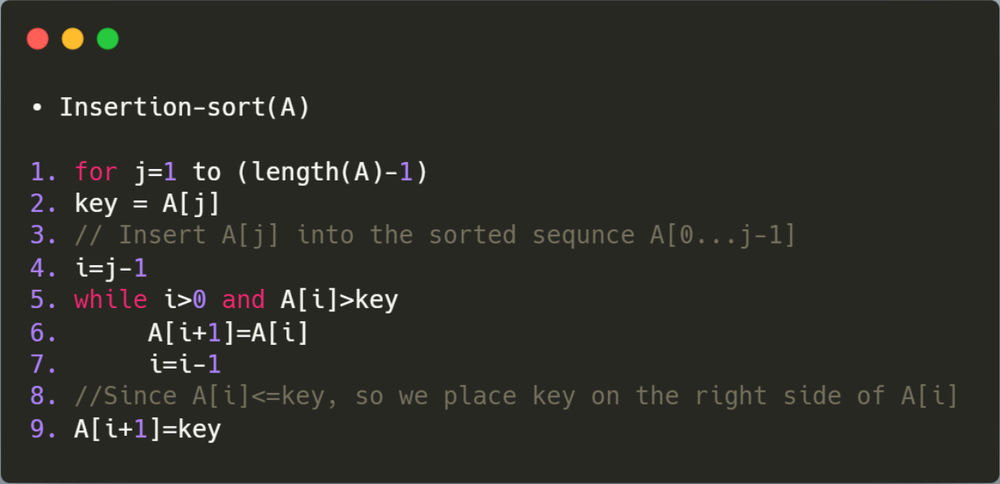 • Insertion-sort(A)
1. for j=1 to (length(A)-1)
2. key = A[j]
3. // Insert A[j] into the sorted sequnce A[0...j-1]
4. i=j-1
5. while i>0 and A[i]>key
6.     A[i+1]=A[i]
7.     i=i-1
8. //Since A[i]<=key, so we place key on the right side of A[i]
9. A[i+1]=key